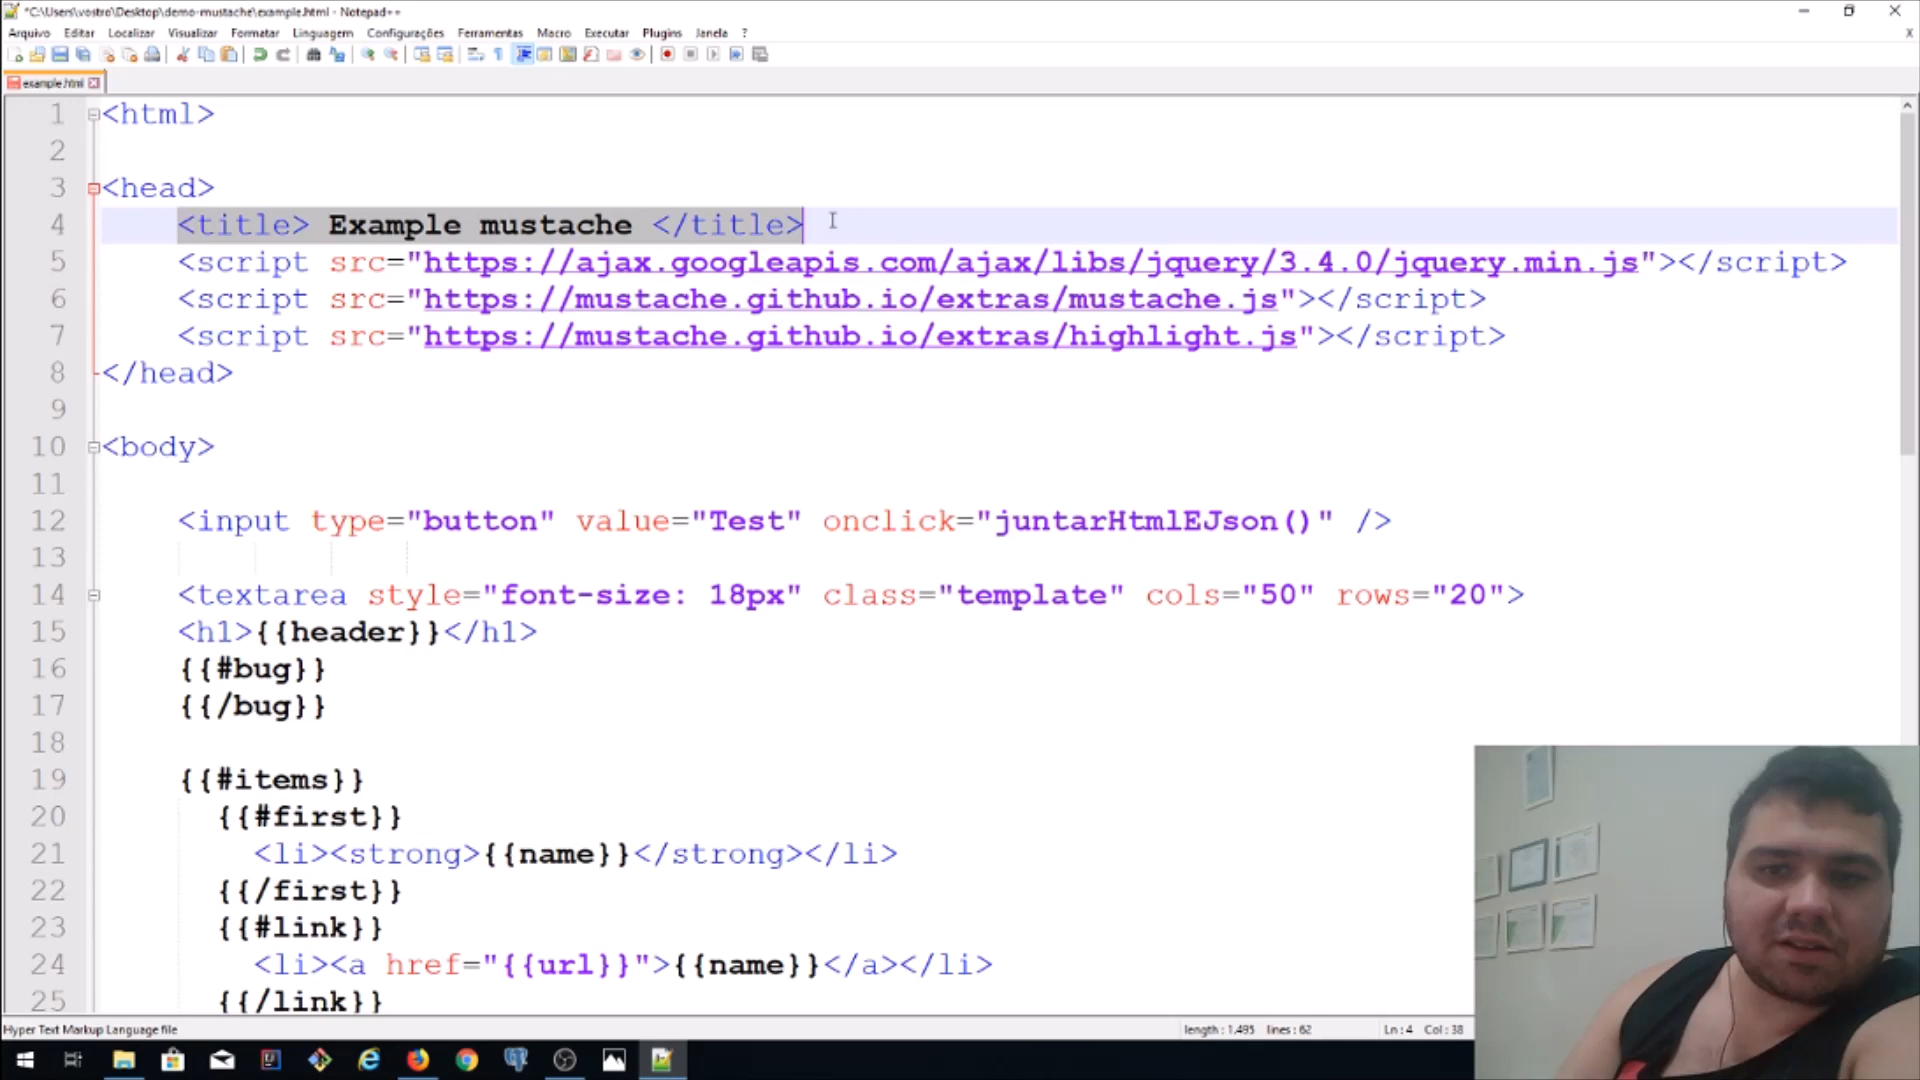 *C:\Users\vostro\Desktop\demo-mustache\example.html - Notepad++
Arquivo Editar Localizar Visualizar Formatar Linguagem Configurações Ferramentas Macro Executar Plugins Janela ? X
example.html
1 <html>
2
3 <head>
4 <title> Example mustache </title>
5 <script src="https://ajax.googleapis.com/ajax/libs/jquery/3.4.0/jquery.min.js"></script>
6 <script src="https://mustache.github.io/extras/mustache.js"></script>
7 <script src="https://mustache.github.io/extras/highlight.js"></script>
8 </head>
9
10 <body>
11
12 <input type="button" value="Test" onclick="juntarHtmlEJson()" />
13
14 <textarea style="font-size: 18px" class="template" cols="50" rows="20">
15 <h1>{{header}}</h1>
16 {{#bug}}
17 {{/bug}}
18
19 {{#items}}
20 {{#first}}
21 <li><strong>{{name}}</strong></li>
22 {{/first}}
23 {{#link}}
24 <li><a href="{{url}}">{{name}}</a></li>
25 {{/link}}
Hyper Text Markup Language file length : 1.495 lines : 62 Ln : 4 Col : 38